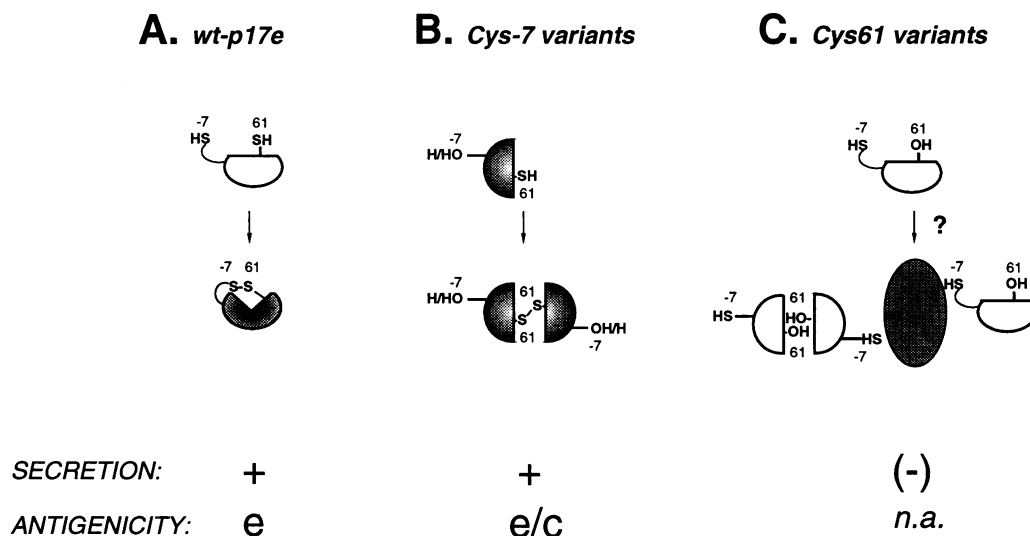 A. wt-p17e
B. Cys-7 variants
C. Cys61 variants
-7
HS
61
SH
-7
H/HO
SH
61
-7
HS
61
OH
?
-7 61
S-S
-7
H/HO
61
S
S
61
OH/H
-7
-7
HS
61
HO
OH
61
HS
-7
-7
HS
61
OH
SECRETION: + + (-)
ANTIGENICITY: e e/c n.a.